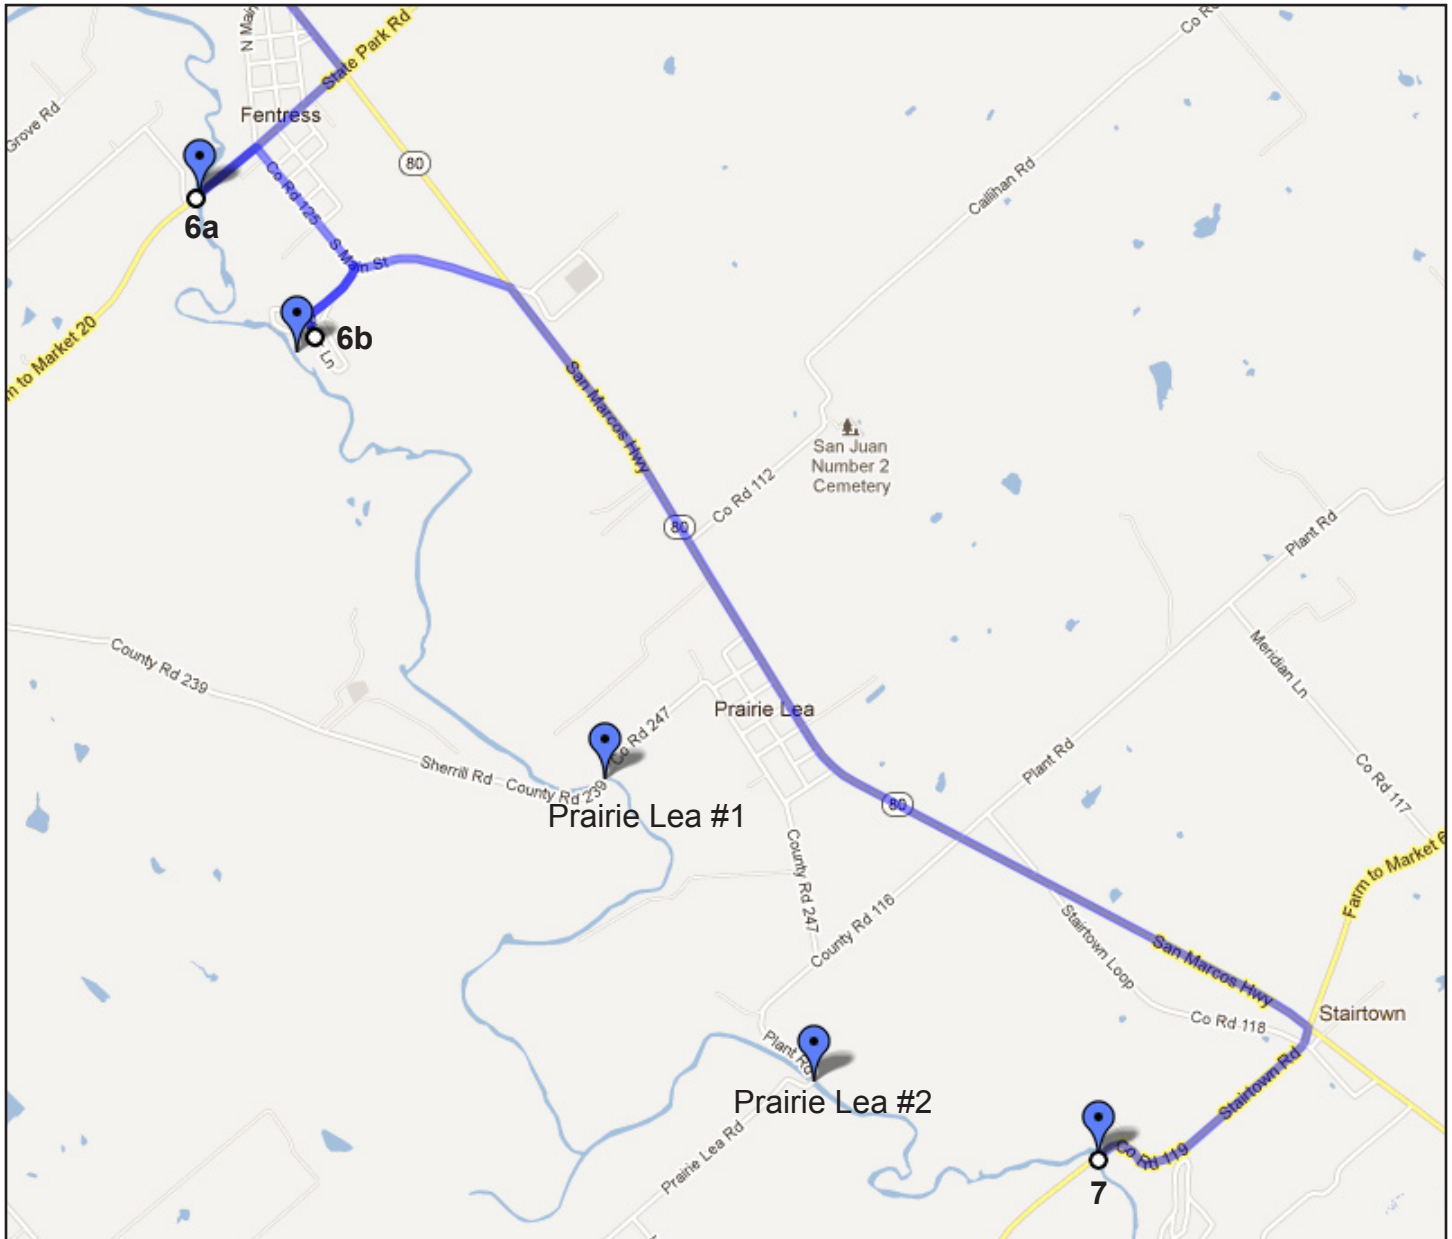 N Main
State Park Rd
Co Rd
Fentress
Grove Rd
80
Co Rd 125
Callihan Rd
6a
S Main St
6b
Ln
m to Market 20
San Marcos Hwy
San Juan
Number 2
Cemetery
Co Rd 112
80
Plant Rd
County Rd 239
Meridian Ln
Prairie Lea
Co Rd 247
Sherrill Rd
County Rd 239
Plant Rd
Co Rd 117
80
Prairie Lea #1
County Rd 247
Farm to Market 6
County Rd 116
Stairtown Loop
San Marcos Hwy
Co Rd 118
Stairtown
Plant Rd
Stairtown Rd
Prairie Lea #2
Prairie Lea Rd
Co Rd 119
7